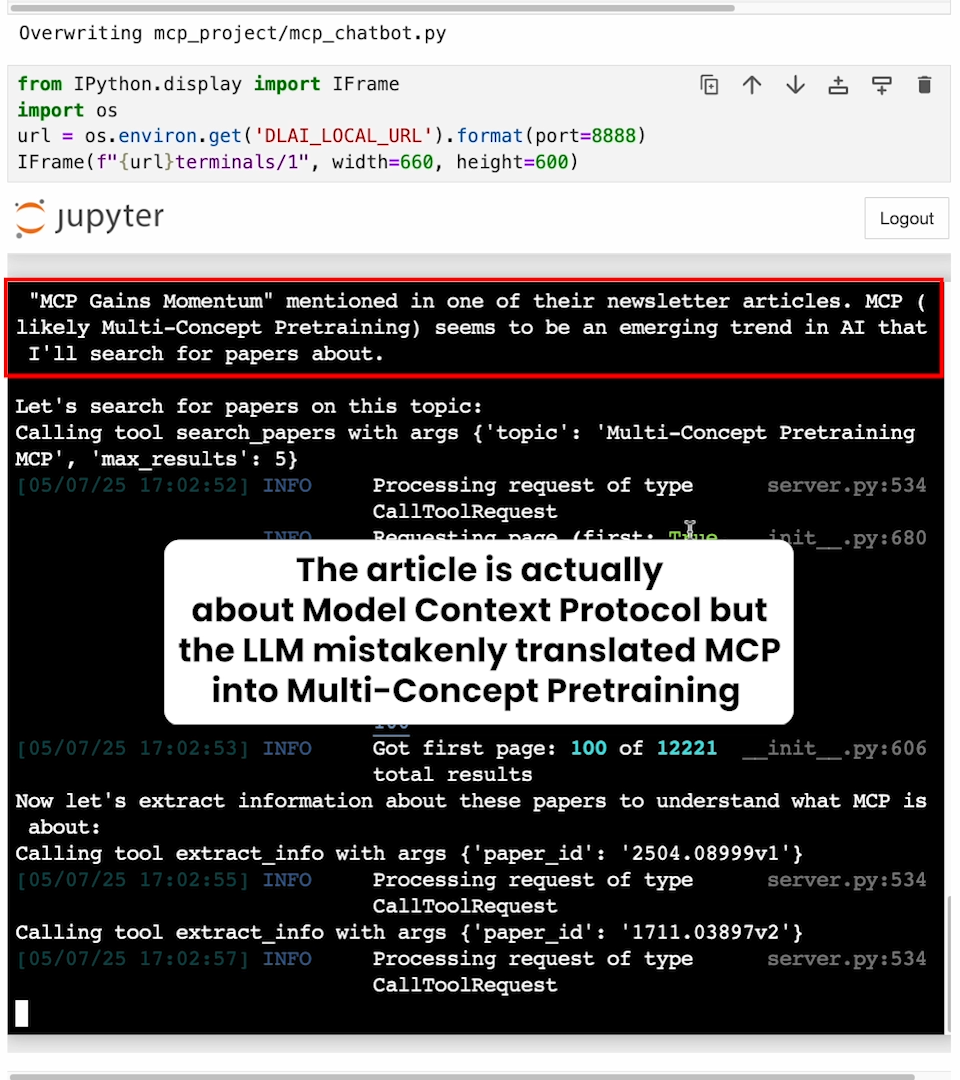 Overwriting mcp_project/mcp_chatbot.py
from IPython.display import IFrame
import os
url = os.environ.get('DLAI_LOCAL_URL').format(port=8888)
IFrame(f"{url}terminals/1", width=660, height=600)
jupyter
Logout
"MCP Gains Momentum" mentioned in one of their newsletter articles. MCP (
likely Multi-Concept Pretraining) seems to be an emerging trend in AI that
I'll search for papers about.
Let's search for papers on this topic:
Calling tool search_papers with args {'topic': 'Multi-Concept Pretraining
MCP', 'max_results': 5}
[05/07/25 17:02:52] INFO Processing request of type server.py:534
CallToolRequest
INFO Requesting page (first: True __init__.py:680
The article is actually
about Model Context Protocol but
the LLM mistakenly translated MCP
into Multi-Concept Pretraining
100
[05/07/25 17:02:53] INFO Got first page: 100 of 12221 __init__.py:606
total results
Now let's extract information about these papers to understand what MCP is
about:
Calling tool extract_info with args {'paper_id': '2504.08999v1'}
[05/07/25 17:02:55] INFO Processing request of type server.py:534
CallToolRequest
Calling tool extract_info with args {'paper_id': '1711.03897v2'}
[05/07/25 17:02:57] INFO Processing request of type server.py:534
CallToolRequest